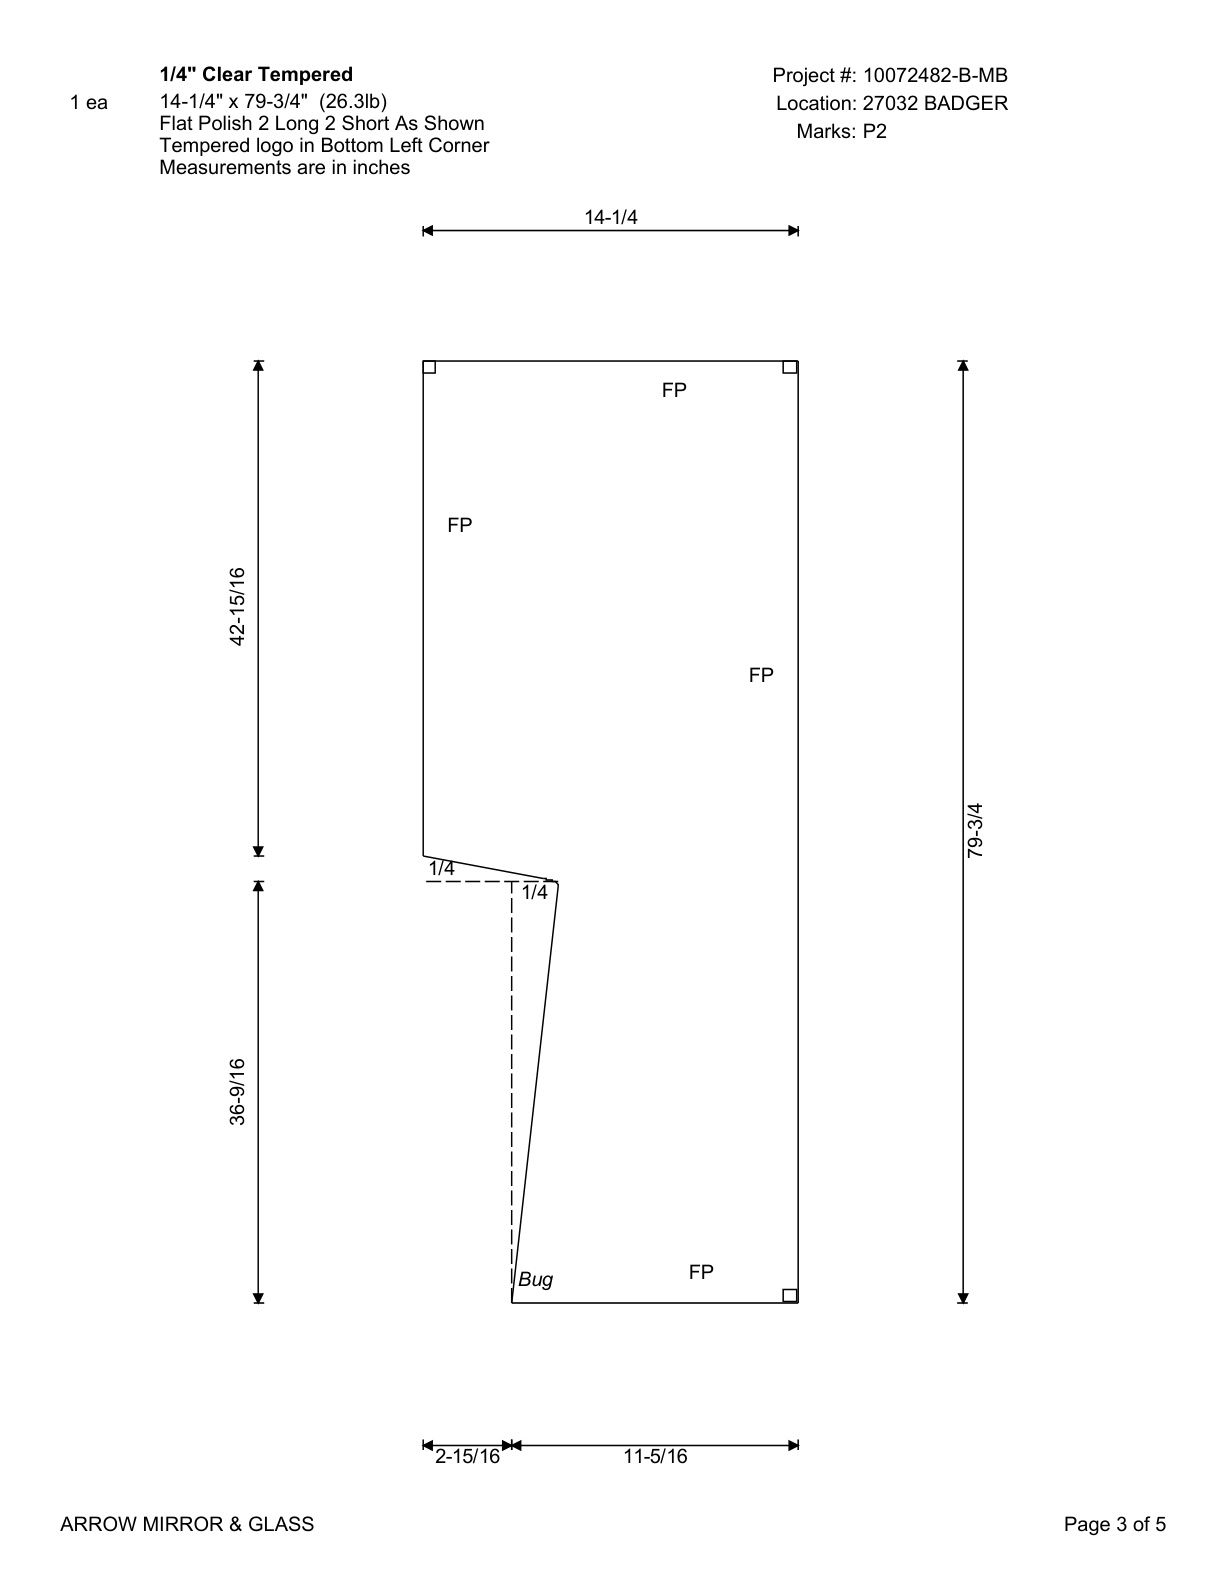 1/4" Clear Tempered
Project #: 10072482-B-MB
1 ea
14-1/4" x 79-3/4" (26.3lb)
Location: 27032 BADGER
Flat Polish 2 Long 2 Short As Shown
Marks: P2
Tempered logo in Bottom Left Corner
Measurements are in inches
14-1/4
FP
FP
42-15/16
FP
79-3/4
1/4
1/4
36-9/16
Bug
FP
2-15/16
11-5/16
ARROW MIRROR & GLASS
Page 3 of 5